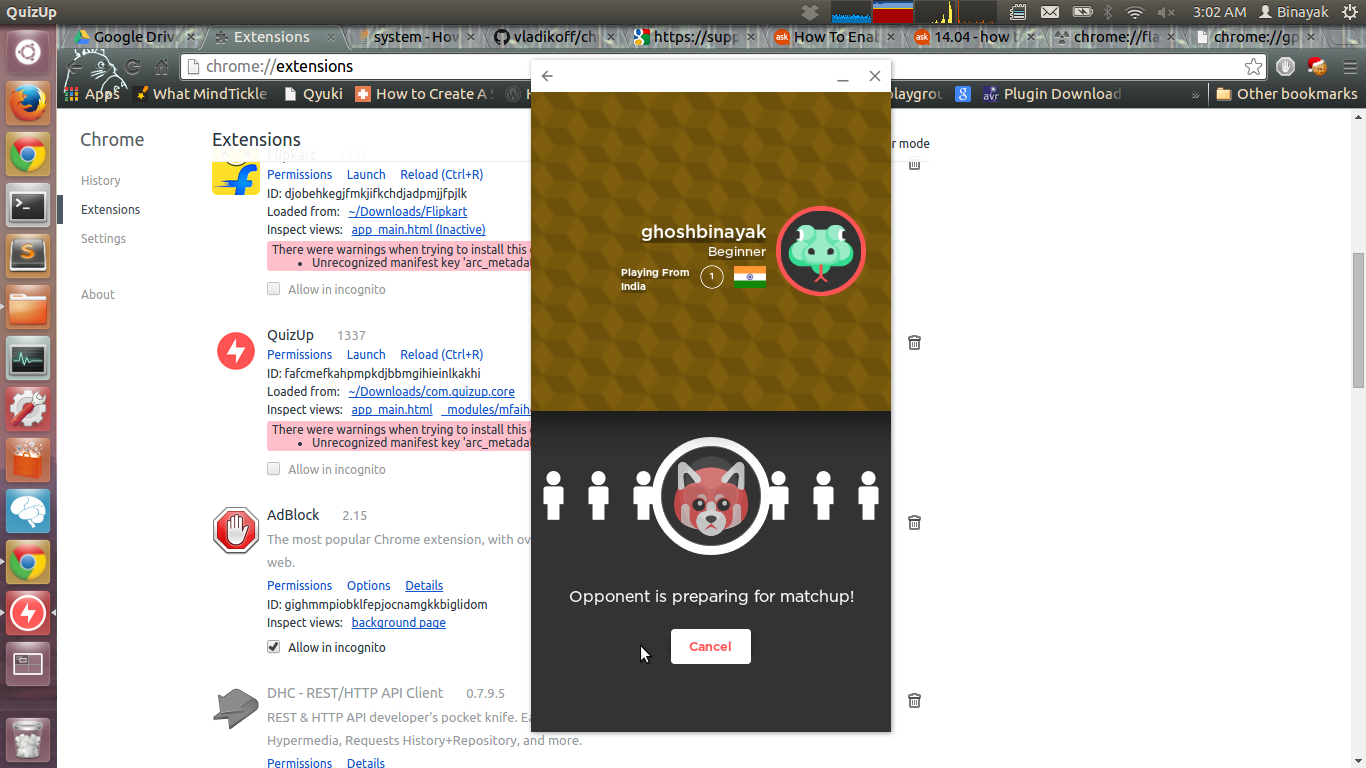 QuizUp
3:02 AM Binayak
Google Driv
Extensions
system - Hov
vladikoff/ch
https://supp
How To Enab
14.04 - how t
chrome://fla
chrome://gp
chrome://extensions
Apps
What MindTickle
Qyuki
How to Create A
playgrou
Plugin Download
»
Other bookmarks
Chrome
History
Extensions
Settings
About
Extensions
r mode
Flipkart 1337
Permissions Launch Reload (Ctrl+R)
ID: djobehkegjfmkjifkchdjadpmjjfpjlk
Loaded from: ~/Downloads/Flipkart
Inspect views: app_main.html (Inactive)
There were warnings when trying to install this
Unrecognized manifest key 'arc_metadat
Allow in incognito
QuizUp 1337
Permissions Launch Reload (Ctrl+R)
ID: fafcmefkahpmpkdjbbmgihieinlkakhi
Loaded from: ~/Downloads/com.quizup.core
Inspect views: app_main.html _modules/mfaih
There were warnings when trying to install this
Unrecognized manifest key 'arc_metadat
Allow in incognito
AdBlock 2.15
The most popular Chrome extension, with ov
web.
Permissions Options Details
ID: gighmmpiobklfepjocnamgkkbiglidom
Inspect views: background page
Allow in incognito
DHC - REST/HTTP API Client 0.7.9.5
REST & HTTP API developer's pocket knife. Ea
Hypermedia, Requests History+Repository, and more.
Permissions Details
ghoshbinayak
Beginner
Playing From
India
1
Opponent is preparing for matchup!
Cancel